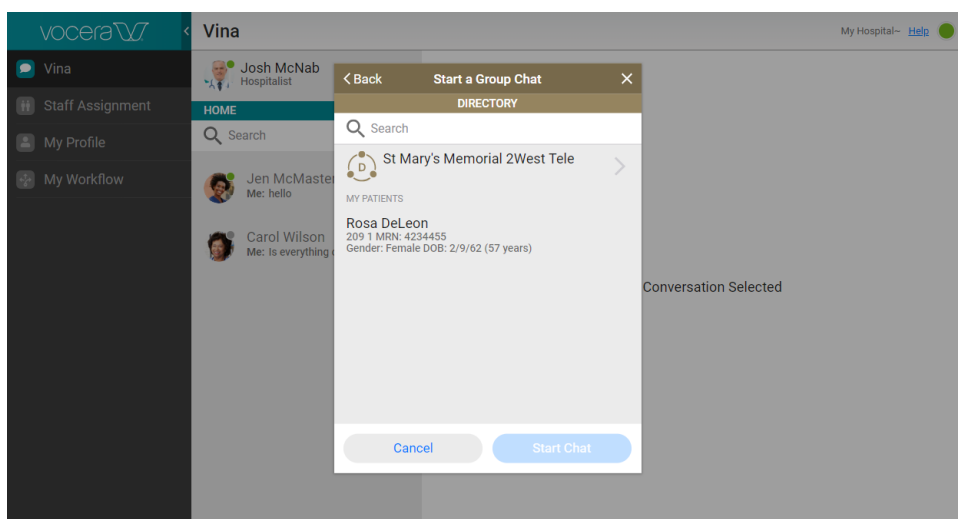 vocera
Vina
My Hospital~ Help
Vina
Staff Assignment
My Profile
My Workflow
Josh McNab
Hospitalist
HOME
Search
Jen McMaster
Me: hello
Carol Wilson
Me: Is everything
Back
Start a Group Chat
DIRECTORY
Search
D
St Mary's Memorial 2West Tele
MY PATIENTS
Rosa DeLeon
209 1 MRN: 4234455
Gender: Female DOB: 2/9/62 (57 years)
Cancel
Start Chat
Conversation Selected